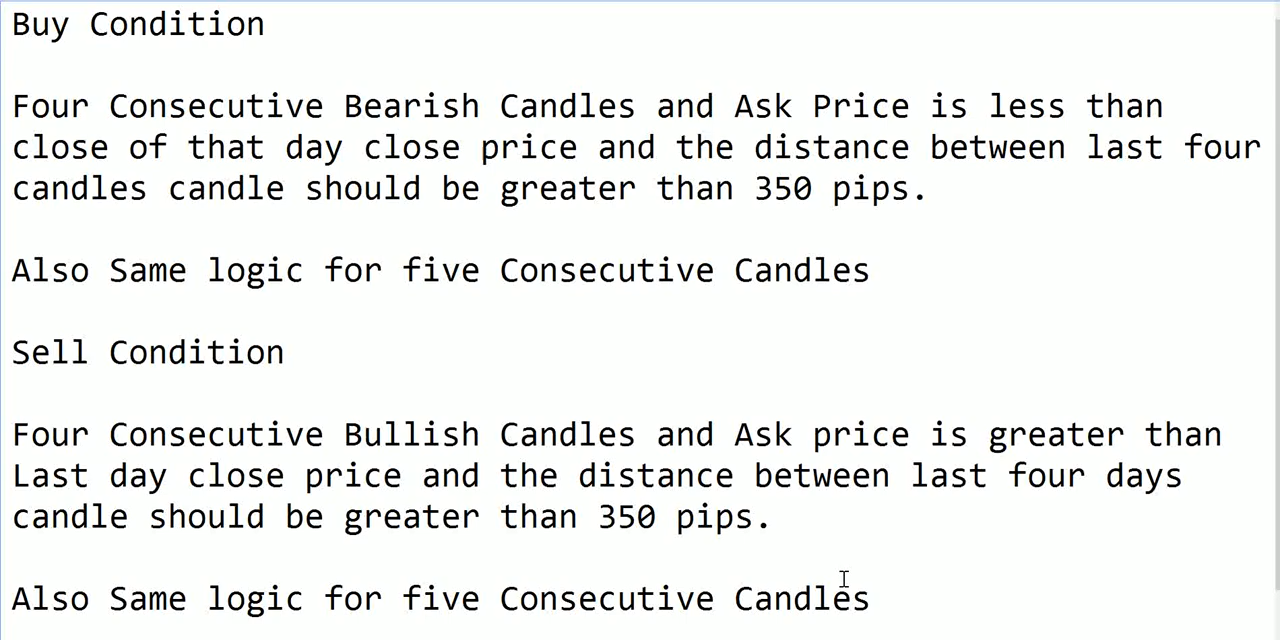 Buy Condition
Four Consecutive Bearish Candles and Ask Price is less than
close of that day close price and the distance between last four
candles candle should be greater than 350 pips.
Also Same logic for five Consecutive Candles
Sell Condition
Four Consecutive Bullish Candles and Ask price is greater than
Last day close price and the distance between last four days
candle should be greater than 350 pips.
Also Same logic for five Consecutive Candles